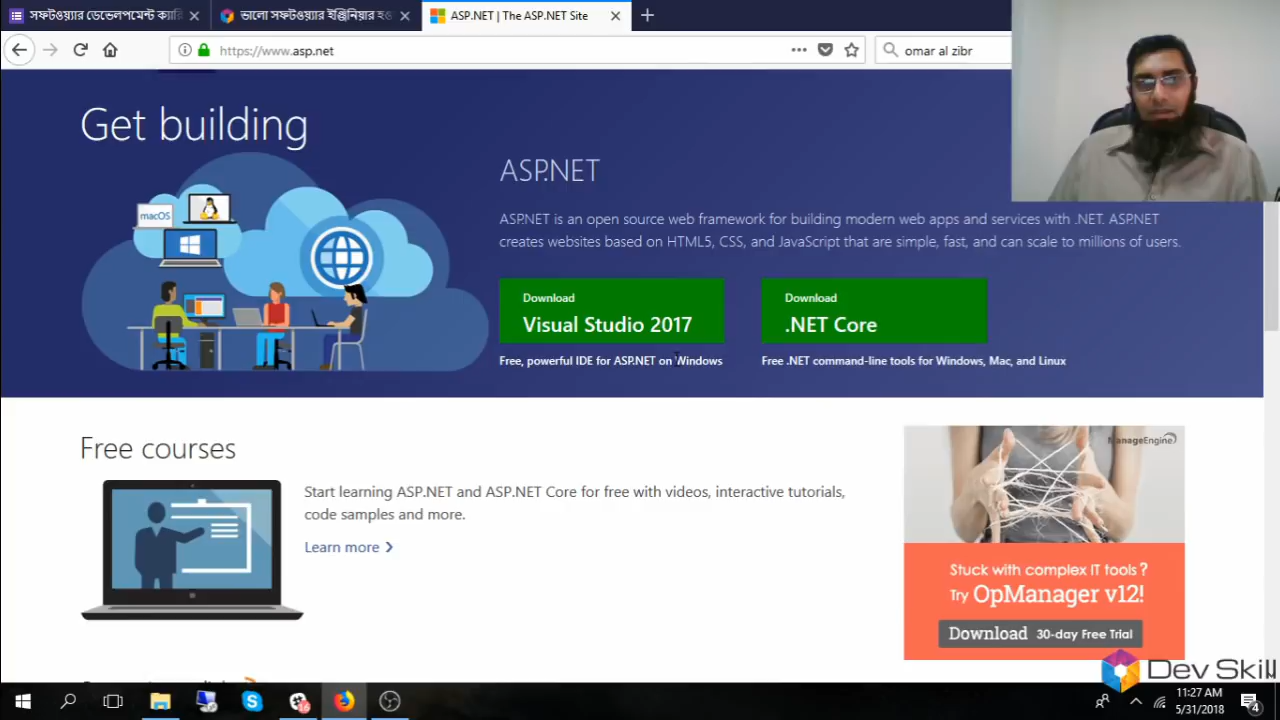 সফটওয়্যার ডেভেলপমেন্ট ক্যারি
ভালো সফটওয়্যার ইঞ্জিনিয়ার হও
ASP.NET | The ASP.NET Site
https://www.asp.net
omar al zibr
Get building
macOS
ASP.NET
ASP.NET is an open source web framework for building modern web apps and services with .NET. ASP.NET
creates websites based on HTML5, CSS, and JavaScript that are simple, fast, and can scale to millions of users.
Download
Visual Studio 2017
Download
.NET Core
Free, powerful IDE for ASP.NET on Windows
Free .NET command-line tools for Windows, Mac, and Linux
Free courses
Start learning ASP.NET and ASP.NET Core for free with videos, interactive tutorials,
code samples and more.
Learn more
ManageEngine
Stuck with complex IT tools?
Try OpManager v12!
Download 30-day Free Trial
Dev Skill
11:27 AM
5/31/2018
4